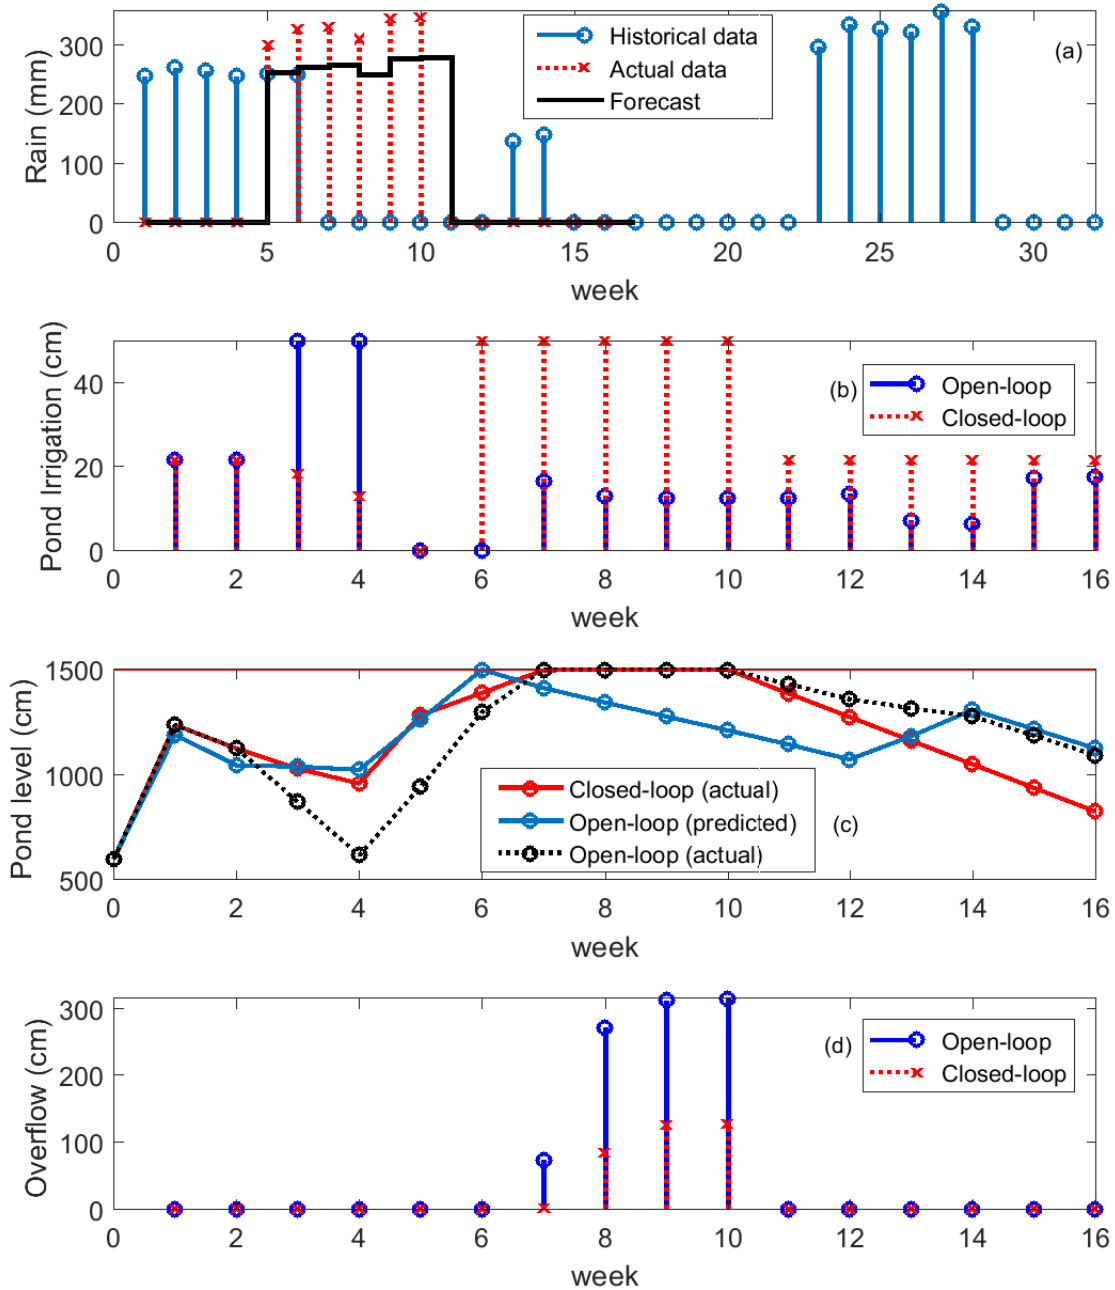 300
200
100
0
Rain (mm)
Historical data
Actual data
Forecast
(a)
0 5 10 15 20 25 30
week
40
20
0
Pond Irrigation (cm)
(b)
Open-loop
Closed-loop
0 2 4 6 8 10 12 14 16
week
1500
1000
500
Pond level (cm)
Closed-loop (actual)
Open-loop (predicted)
Open-loop (actual)
(c)
0 2 4 6 8 10 12 14 16
week
300
200
100
0
Overflow (cm)
(d)
Open-loop
Closed-loop
0 2 4 6 8 10 12 14 16
week